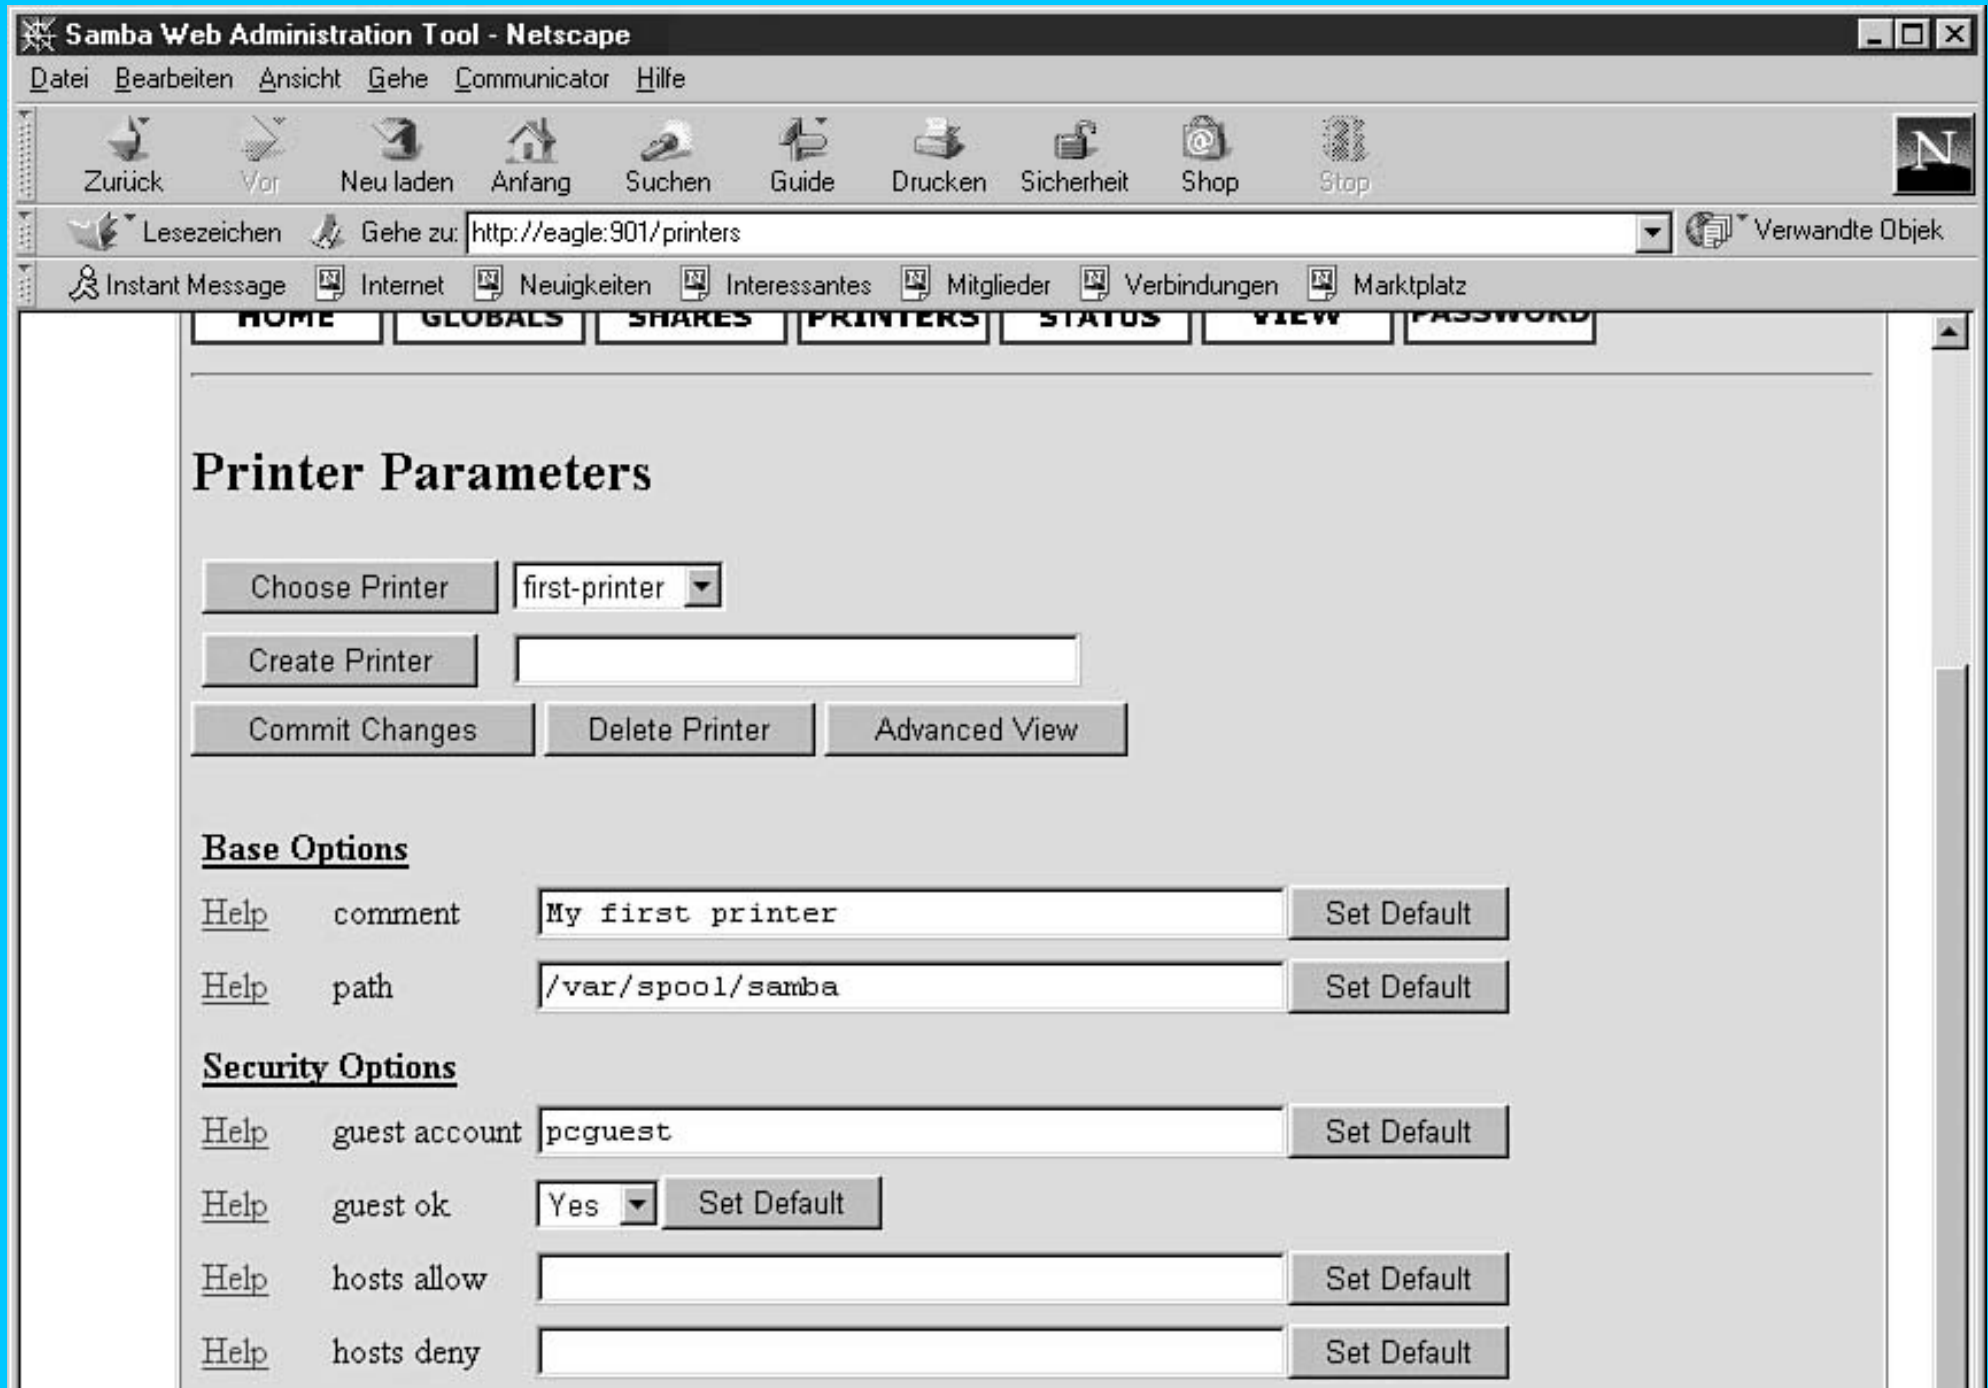 Samba Web Administration Tool - Netscape
Datei Bearbeiten Ansicht Gehe Communicator Hilfe
Zurück Vor Neu laden Anfang Suchen Guide Drucken Sicherheit Shop Stop
N
Lesezeichen Gehe zu: http://eagle:901/printers Verwandte Objek
Instant Message Internet Neuigkeiten Interessantes Mitglieder Verbindungen Marktplatz
HOME GLOBALS SHARES PRINTERS STATUS VIEW PASSWORD
Printer Parameters
Choose Printer first-printer
Create Printer
Commit Changes Delete Printer Advanced View
Base Options
Help comment My first printer Set Default
Help path /var/spool/samba Set Default
Security Options
Help guest account pcguest Set Default
Help guest ok Yes Set Default
Help hosts allow Set Default
Help hosts deny Set Default